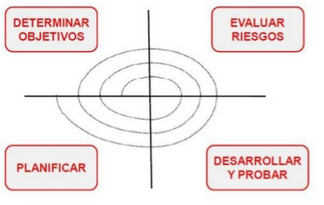 DETERMINAR
OBJETIVOS
EVALUAR
RIESGOS
PLANIFICAR
DESARROLLAR
Y PROBAR